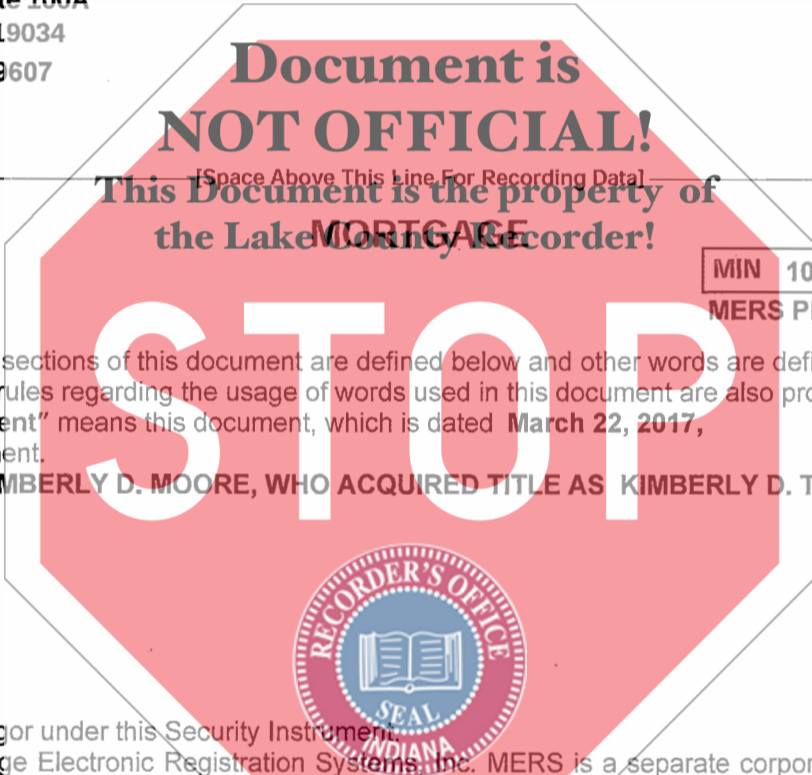 19034
9607
Document is
NOT OFFICIAL!
[Space Above This Line For Recording Data]
This Document is the property of
MORTGAGE
the Lake County Recorder!
MIN 10
MERS P
STOP
sections of this document are defined below and other words are defi
rules regarding the usage of words used in this document are also pro
ent” means this document, which is dated March 22, 2017,
ent.
MBERLY D. MOORE, WHO ACQUIRED TITLE AS KIMBERLY D. T
RECORDER'S OFFICE
SEAL
INDIANA
gor under this Security Instrument.
ge Electronic Registration Systems, Inc. MERS is a separate corpor